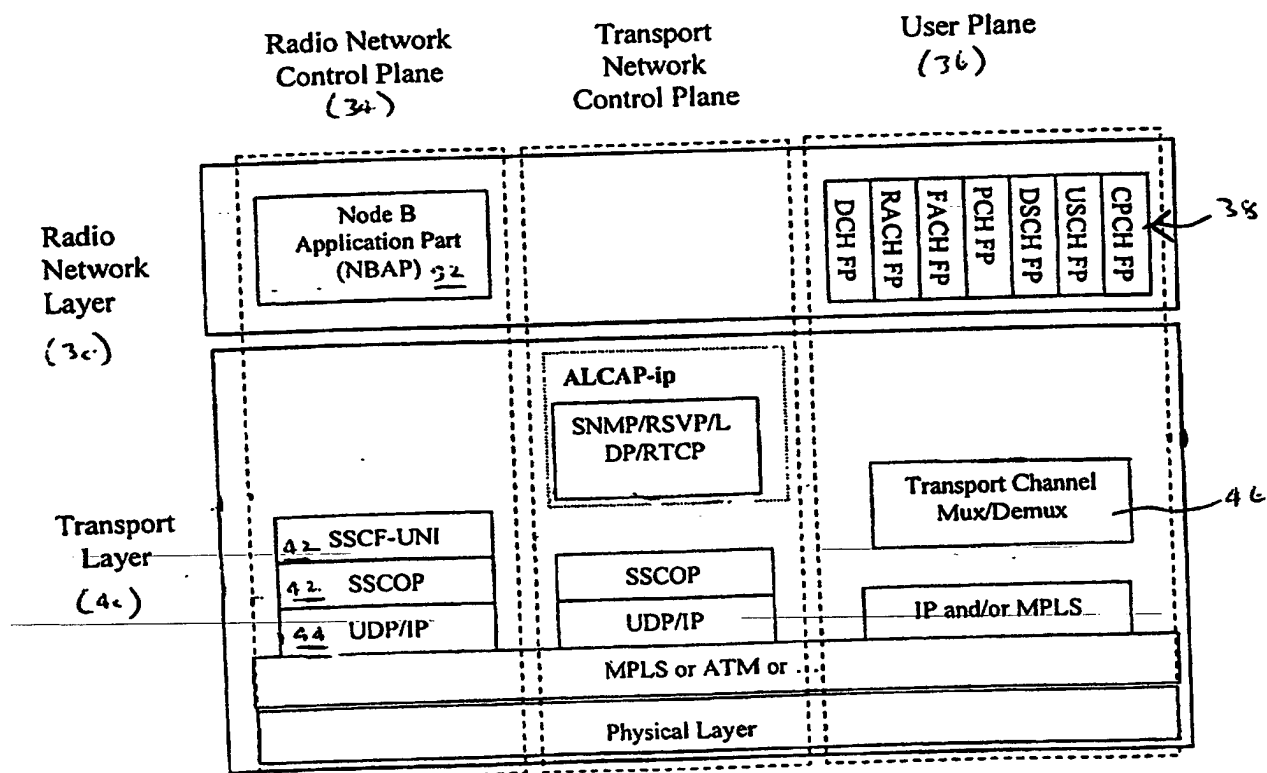 Radio Network
Control Plane
Transport
Network
Control Plane
User Plane
(36)
Radio
Network
Layer
Node B
Application Part
(NBAP) 32
DCH FP
RACH FP
FACH FP
PCH FP
DSCH FP
USCH FP
CPCH FP
38
ALCAP-ip
SNMP/RSVP/L
DP/RTCP
Transport
Layer
42 SSCF-UNI
42 SSCOP
44 UDP/IP
SSCOP
UDP/IP
Transport Channel
Mux/Demux
46
IP and/or MPLS
MPLS or ATM or ...
Physical Layer